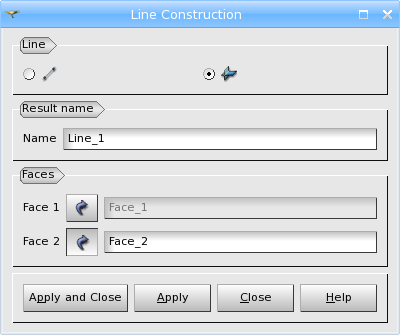 Line Construction
Line
Result name
Name Line_1
Faces
Face 1 Face_1
Face 2 Face_2
Apply and Close Apply Close Help